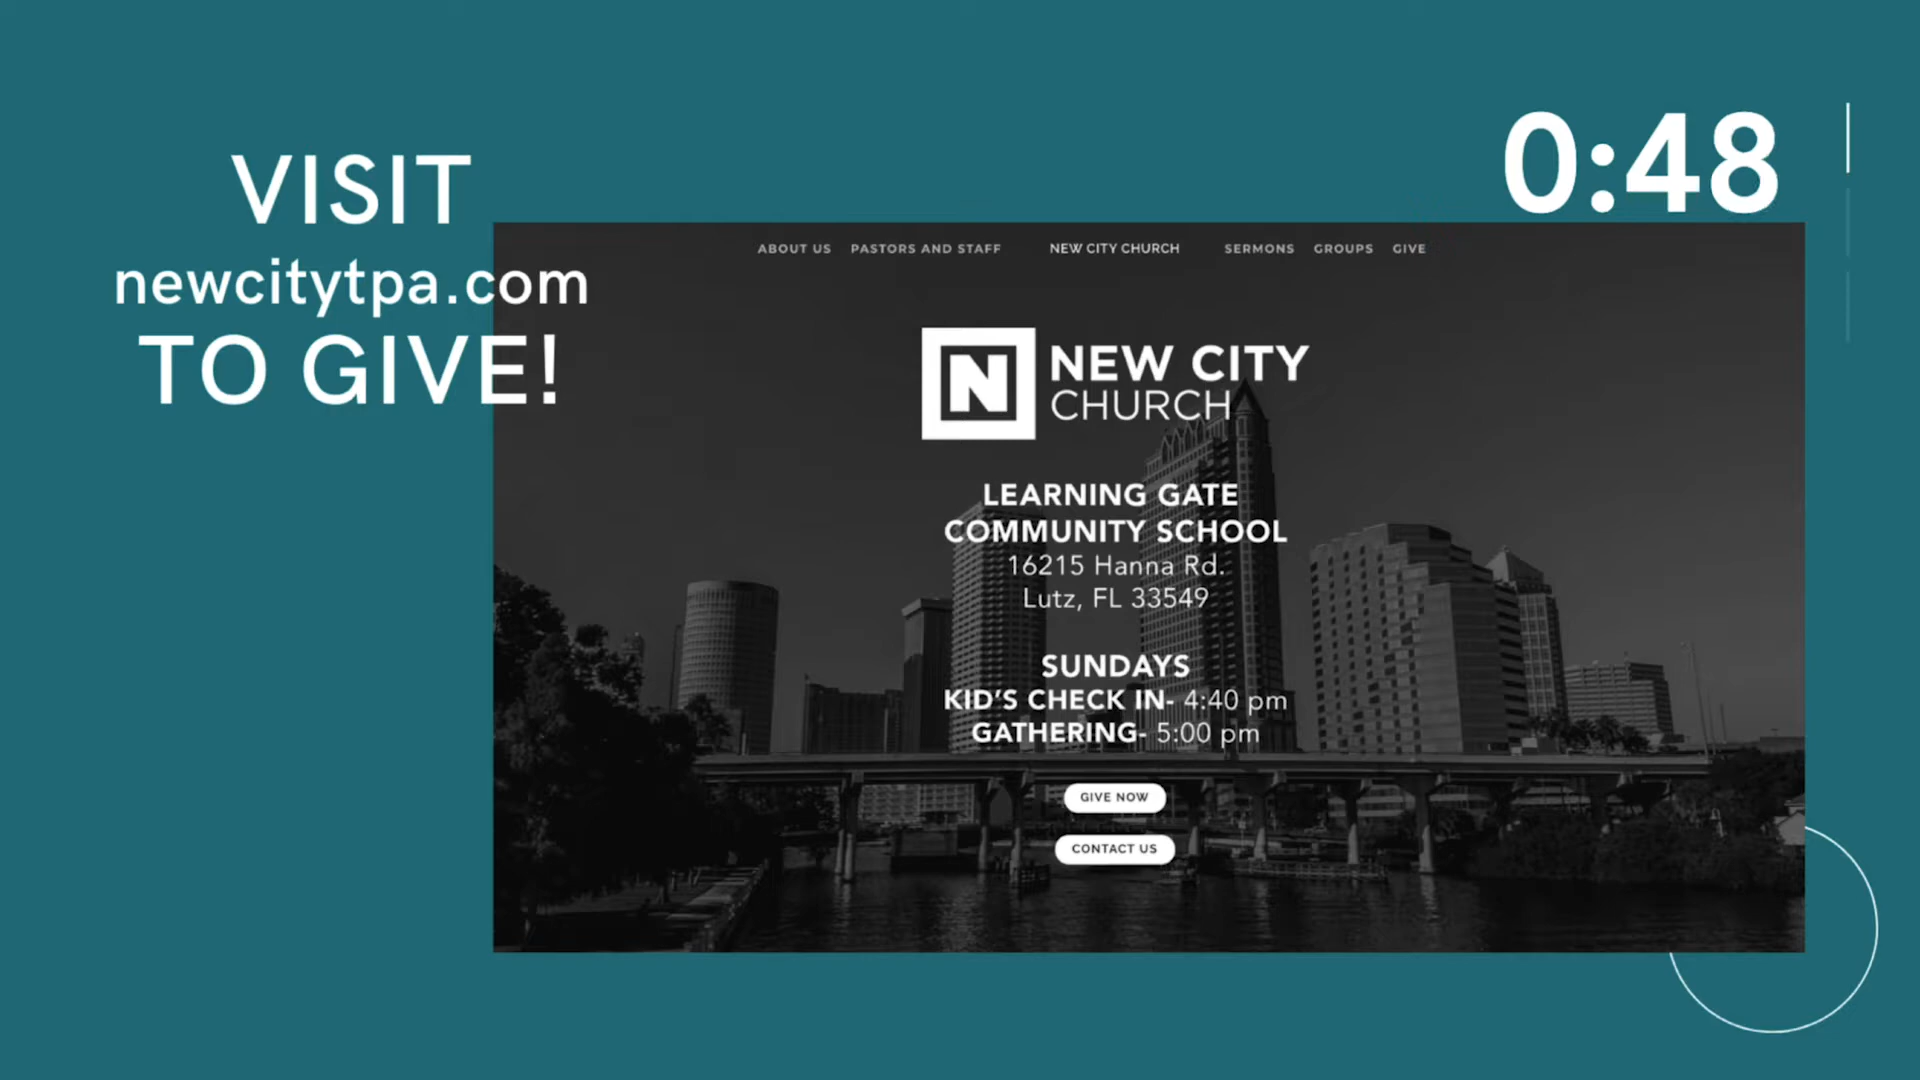 VISIT
newcitytpa.com
TO GIVE!
0:48
ABOUT US PASTORS AND STAFF NEW CITY CHURCH SERMONS GROUPS GIVE
N
NEW CITY
CHURCH
LEARNING GATE
COMMUNITY SCHOOL
16215 Hanna Rd.
Lutz, FL 33549
SUNDAYS
KID'S CHECK IN- 4:40 pm
GATHERING- 5:00 pm
GIVE NOW
CONTACT US